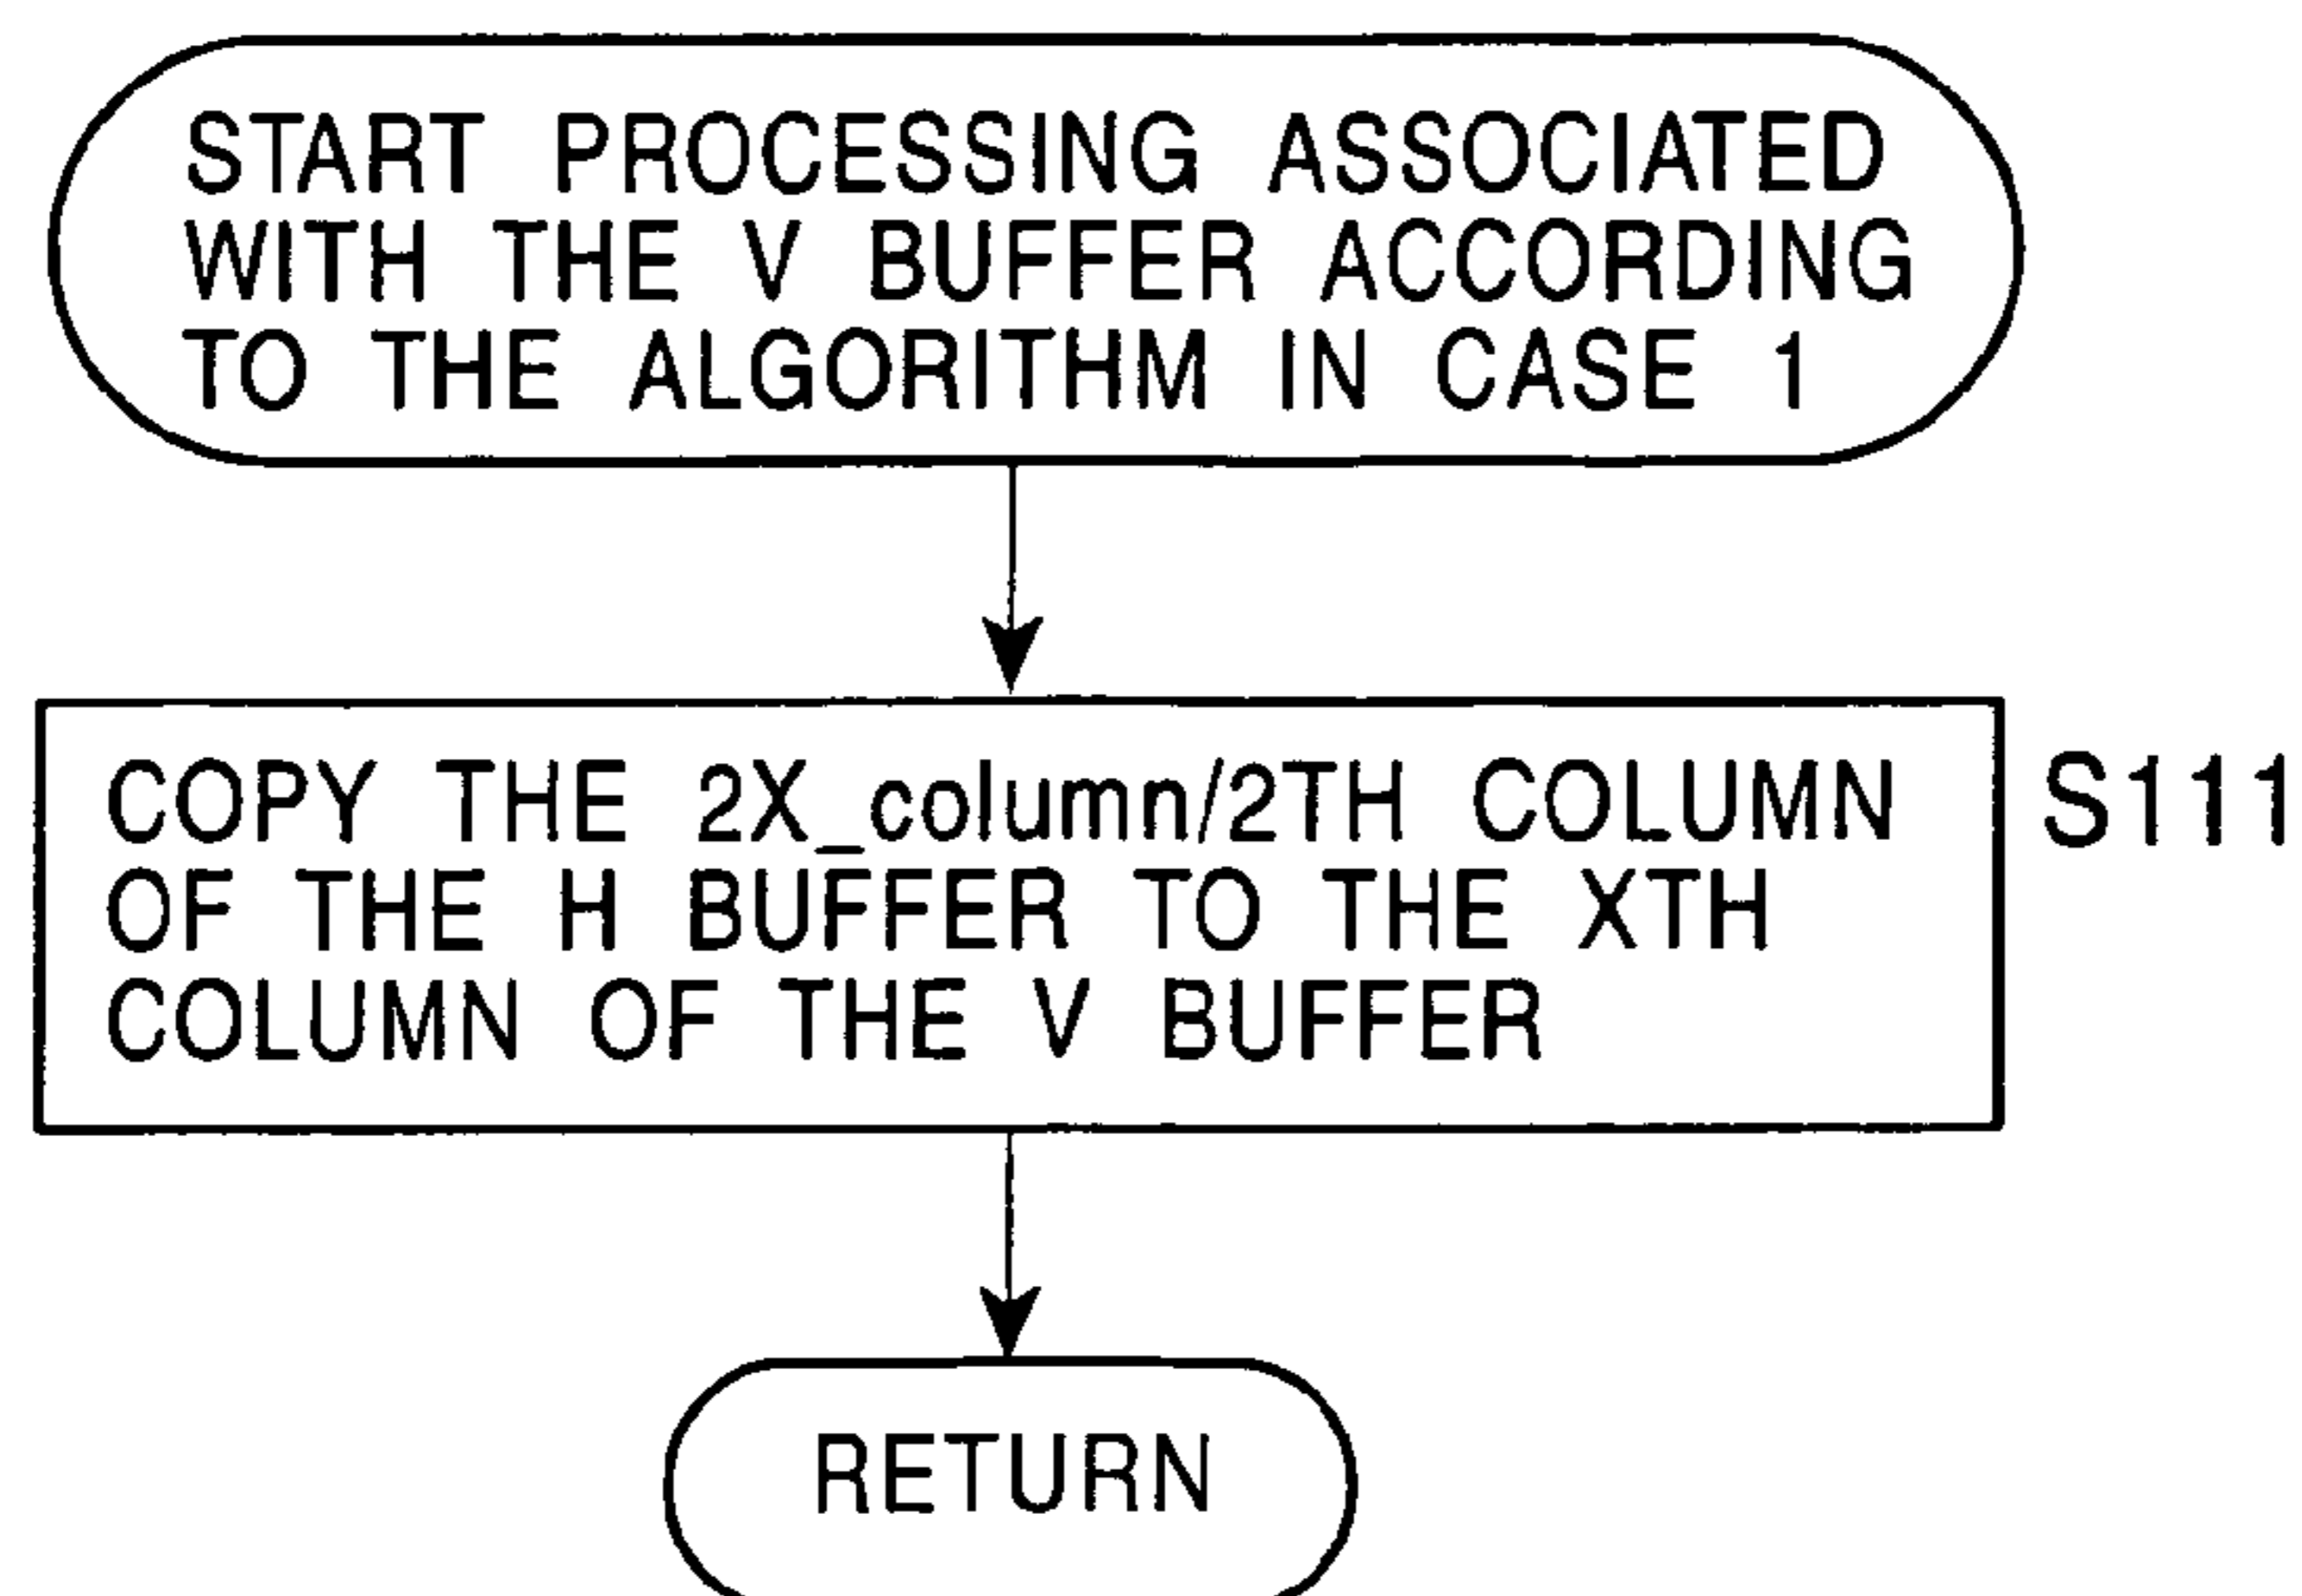 START PROCESSING ASSOCIATED
WITH THE V BUFFER ACCORDING
TO THE ALGORITHM IN CASE 1
COPY THE 2X_column/2TH COLUMN
OF THE H BUFFER TO THE XTH
COLUMN OF THE V BUFFER
S111
RETURN